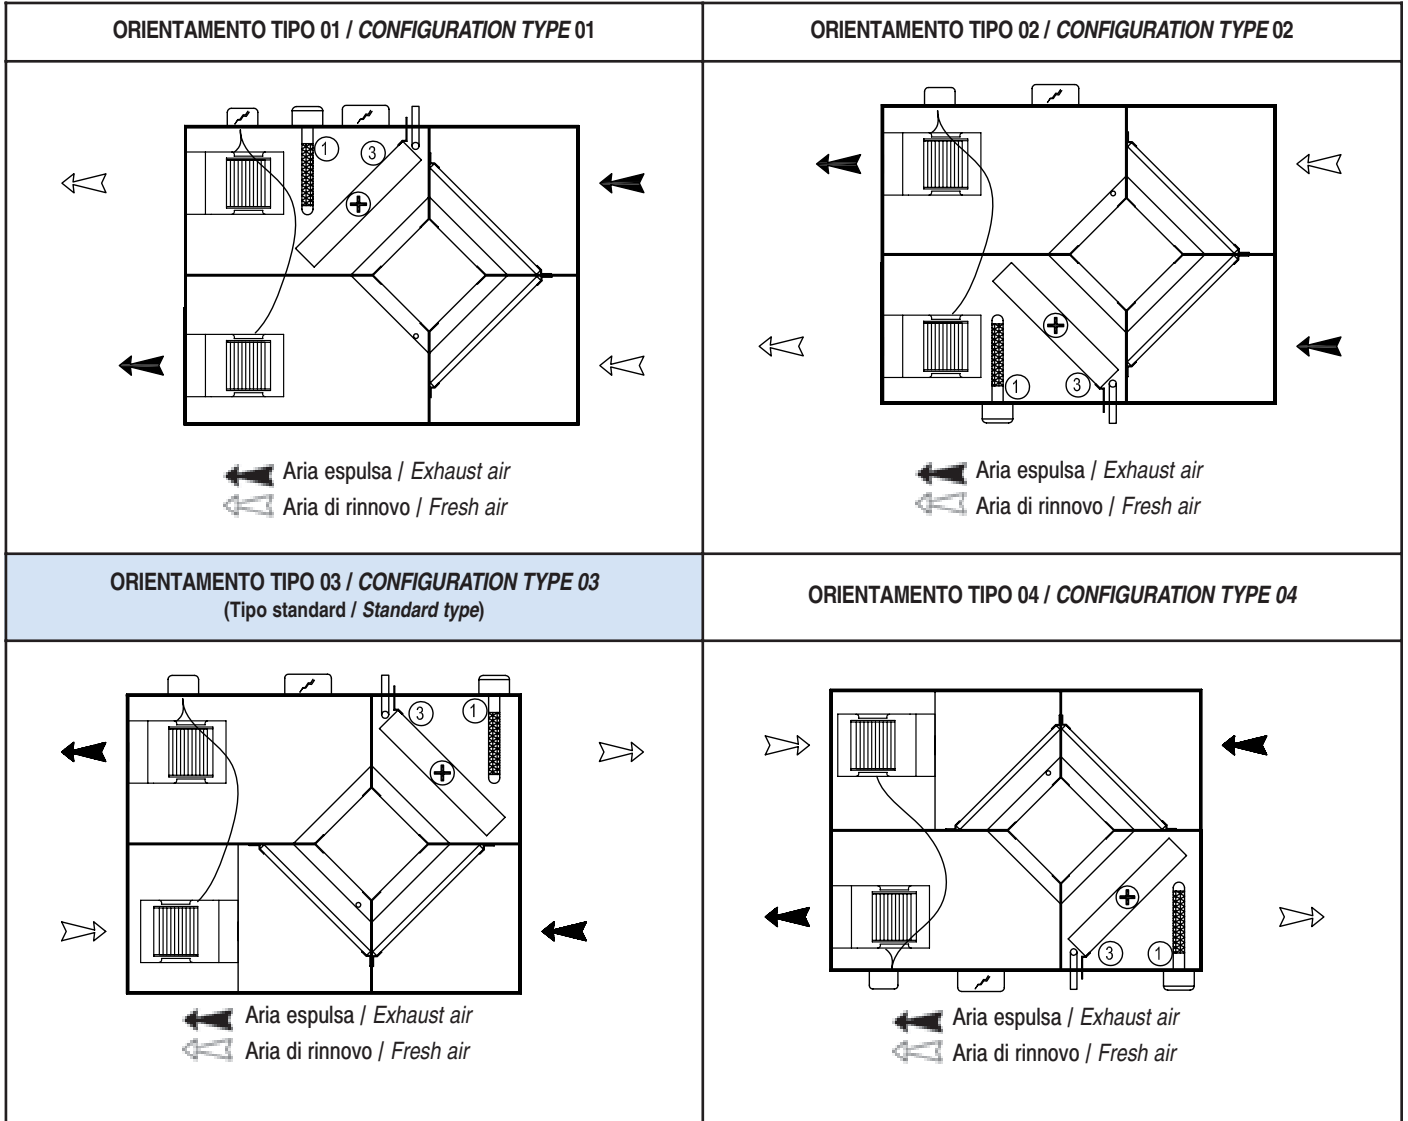 ORIENTAMENTO TIPO 01 / CONFIGURATION TYPE 01
1
3
Aria espulsa / Exhaust air
Aria di rinnovo / Fresh air
ORIENTAMENTO TIPO 02 / CONFIGURATION TYPE 02
1
3
Aria espulsa / Exhaust air
Aria di rinnovo / Fresh air
ORIENTAMENTO TIPO 03 / CONFIGURATION TYPE 03
(Tipo standard / Standard type)
3
1
Aria espulsa / Exhaust air
Aria di rinnovo / Fresh air
ORIENTAMENTO TIPO 04 / CONFIGURATION TYPE 04
3
1
Aria espulsa / Exhaust air
Aria di rinnovo / Fresh air